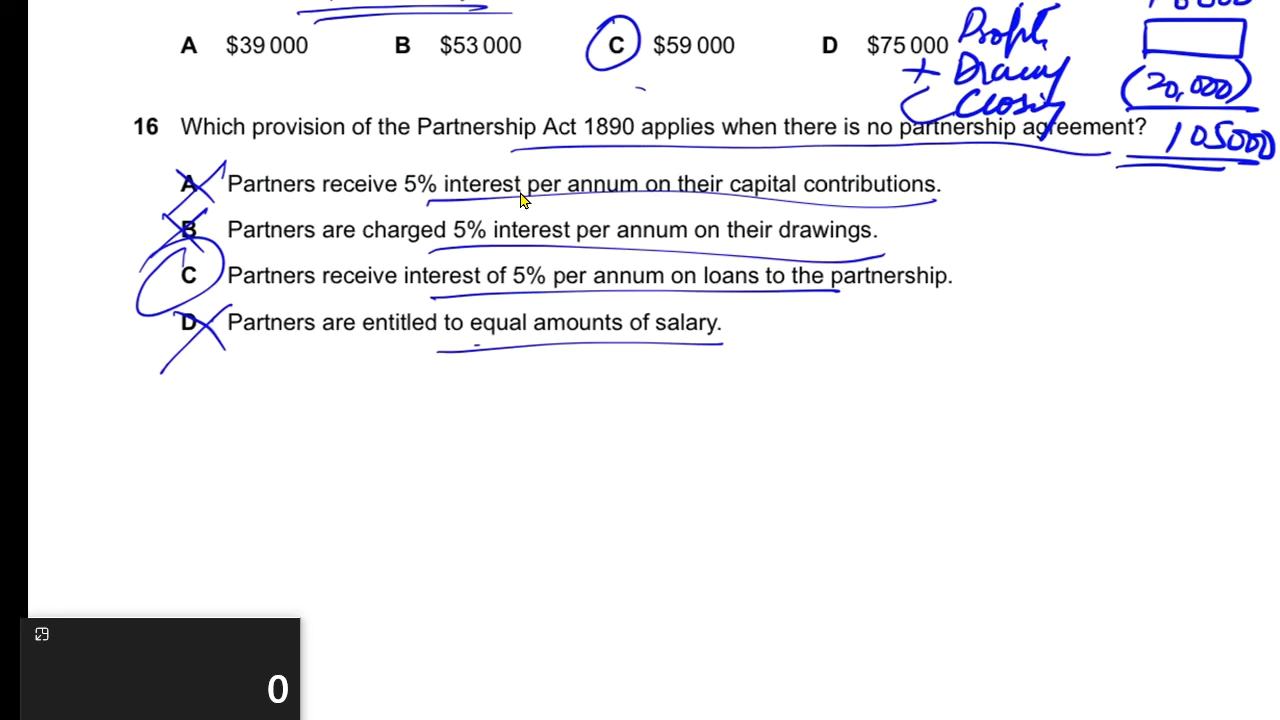 A $39 000 B $53 000 C $59 000 D $75 000
Profit
+ Drawing
Closing
(20,000)
105000
16 Which provision of the Partnership Act 1890 applies when there is no partnership agreement?
A Partners receive 5% interest per annum on their capital contributions.
B Partners are charged 5% interest per annum on their drawings.
C Partners receive interest of 5% per annum on loans to the partnership.
D Partners are entitled to equal amounts of salary.
0